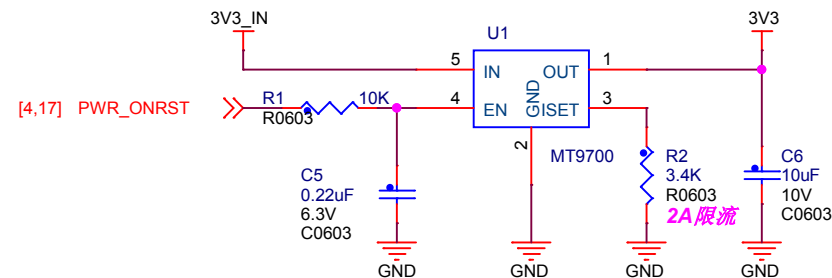 3V3_IN
3V3
U1
5 IN OUT 1
[4,17] PWR_ONRST
R1 10K
R0603
4 EN GND ISET 3
2
MT9700
R2
3.4K
R0603
2A限流
C5
0.22uF
6.3V
C0603
C6
10uF
10V
C0603
GND GND GND GND